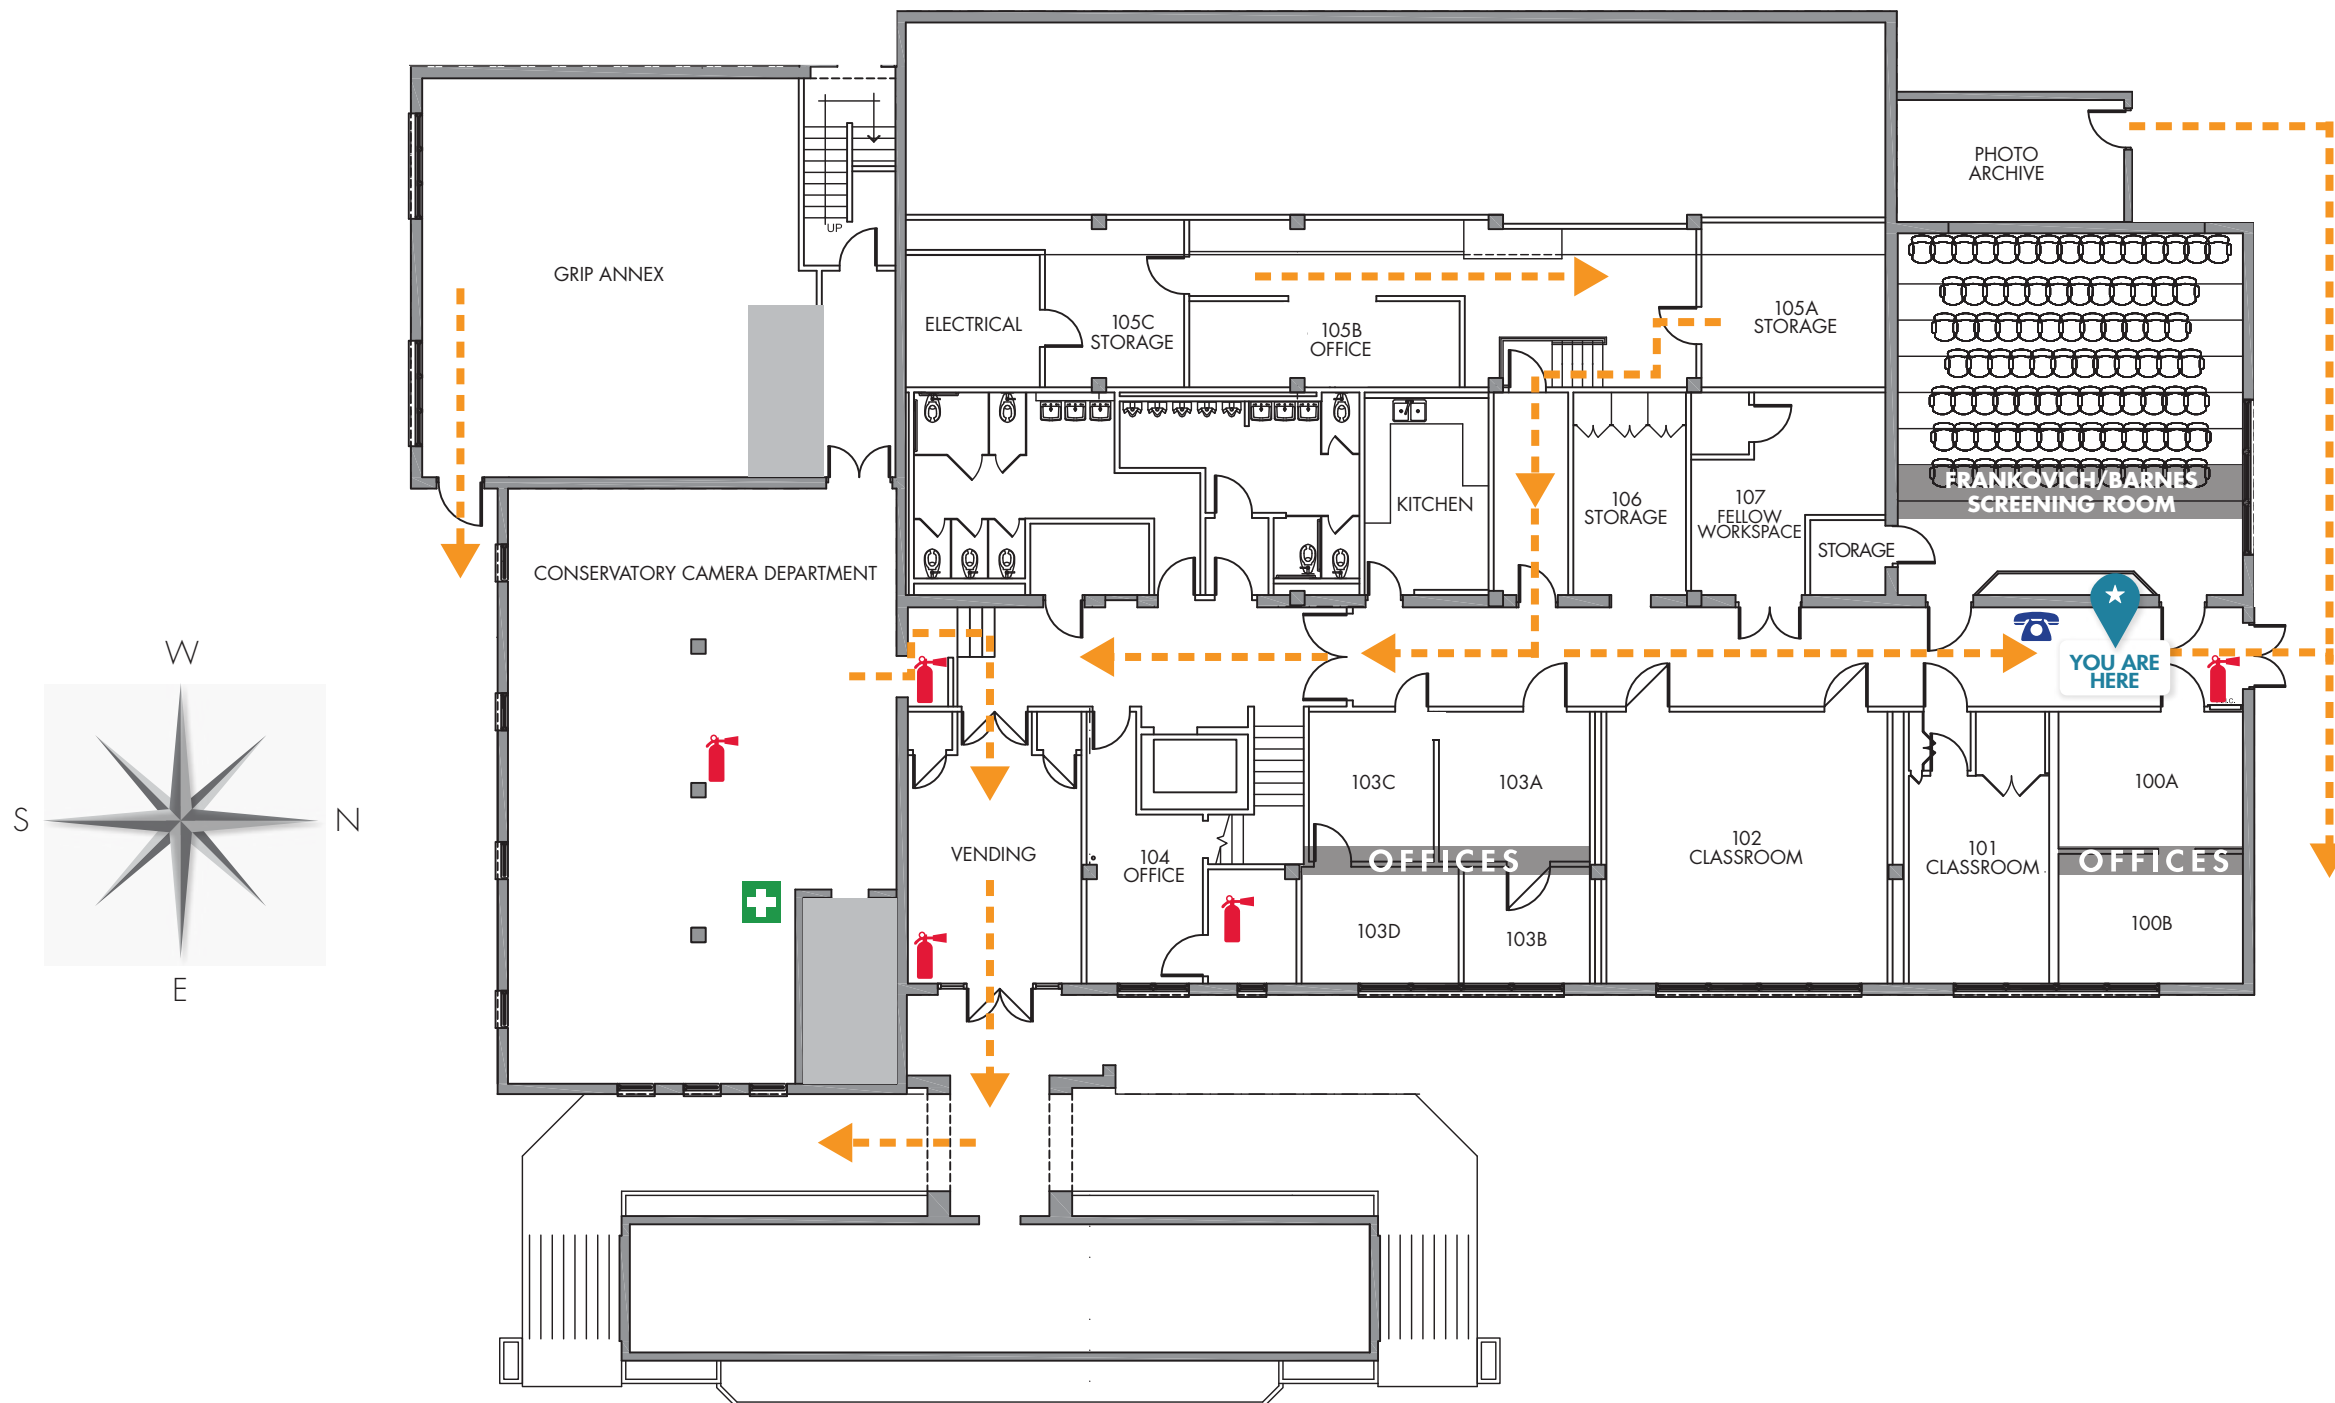 PHOTO
ARCHIVE
UP
GRIP ANNEX
ELECTRICAL
105C
STORAGE
105B
OFFICE
105A
STORAGE
FRANKOVICH/BARNES
SCREENING ROOM
KITCHEN
106
STORAGE
107
FELLOW
WORKSPACE
STORAGE
CONSERVATORY CAMERA DEPARTMENT
YOU ARE
HERE
W
S
N
E
VENDING
104
OFFICE
103C
103A
OFFICES
103D
103B
102
CLASSROOM
101
CLASSROOM
100A
OFFICES
100B